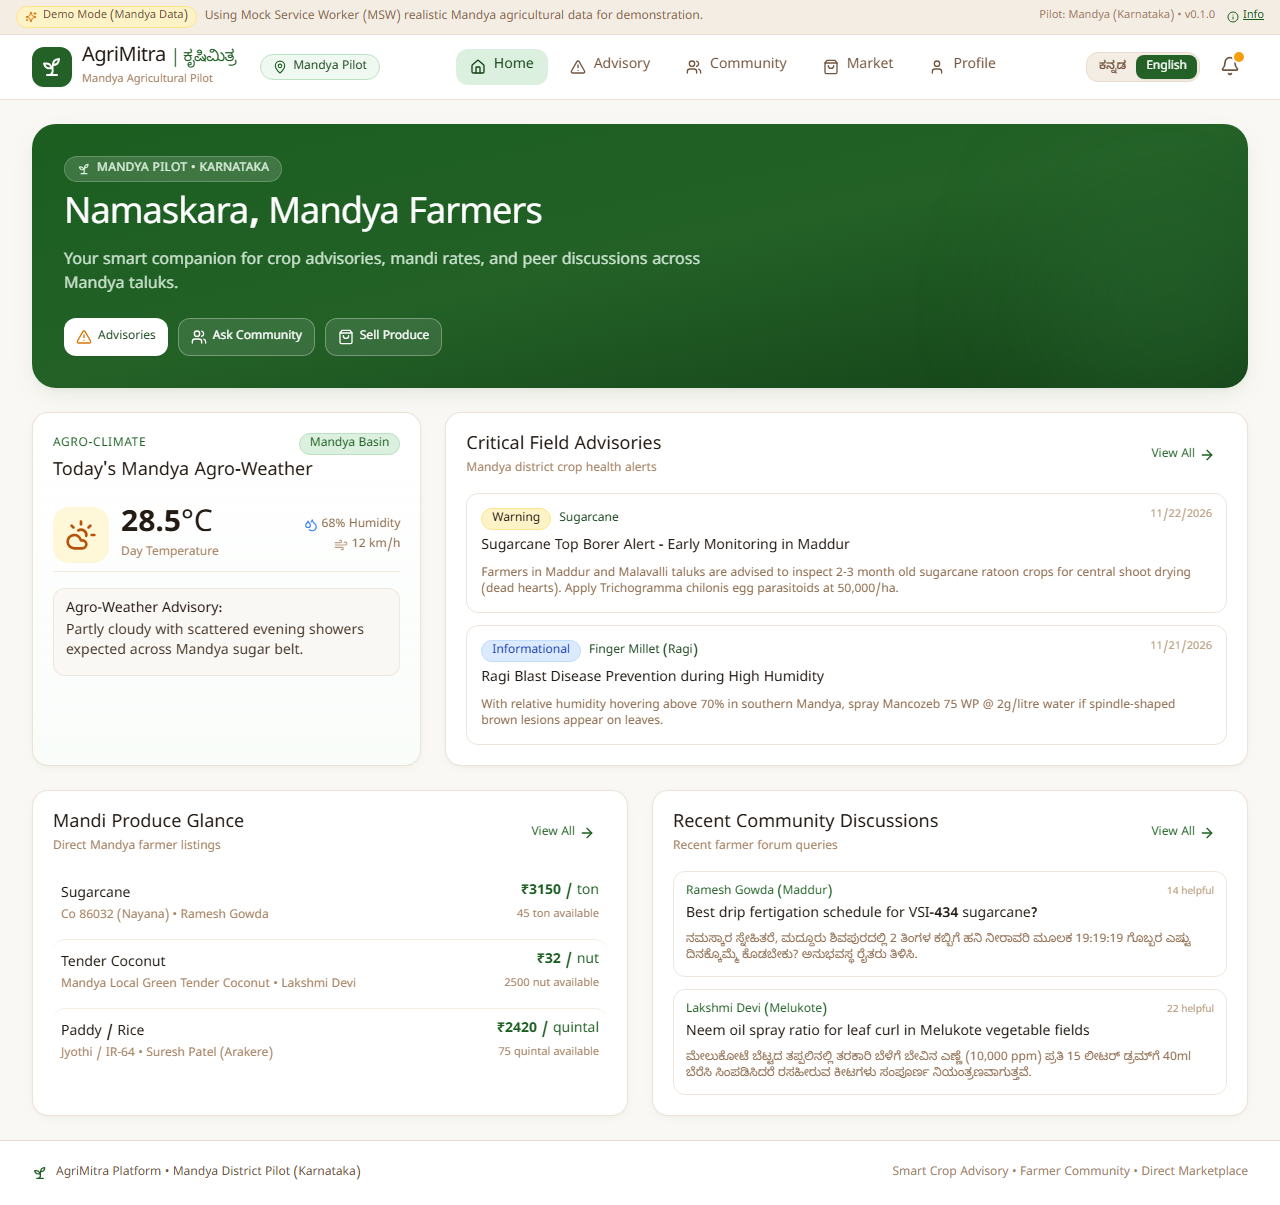 Demo Mode (Mandya Data) Using Mock Service Worker (MSW) realistic Mandya agricultural data for demonstration. Pilot: Mandya (Karnataka) • v0.1.0 Info
AgriMitra | ಕೃಷಿಮಿತ್ರ
Mandya Agricultural Pilot
Mandya Pilot
Home Advisory Community Market Profile
ಕನ್ನಡ English
MANDYA PILOT • KARNATAKA
Namaskara, Mandya Farmers
Your smart companion for crop advisories, mandi rates, and peer discussions across
Mandya taluks.
Advisories Ask Community Sell Produce
AGRO-CLIMATE Mandya Basin
Today's Mandya Agro-Weather
28.5°C
Day Temperature
68% Humidity
12 km/h
Agro-Weather Advisory:
Partly cloudy with scattered evening showers
expected across Mandya sugar belt.
Critical Field Advisories
Mandya district crop health alerts
View All
Warning Sugarcane 11/22/2026
Sugarcane Top Borer Alert - Early Monitoring in Maddur
Farmers in Maddur and Malavalli taluks are advised to inspect 2-3 month old sugarcane ratoon crops for central shoot drying
(dead hearts). Apply Trichogramma chilonis egg parasitoids at 50,000/ha.
Informational Finger Millet (Ragi) 11/21/2026
Ragi Blast Disease Prevention during High Humidity
With relative humidity hovering above 70% in southern Mandya, spray Mancozeb 75 WP @ 2g/litre water if spindle-shaped
brown lesions appear on leaves.
Mandi Produce Glance
Direct Mandya farmer listings
View All
Sugarcane ₹3150 / ton
Co 86032 (Nayana) • Ramesh Gowda 45 ton available
Tender Coconut ₹32 / nut
Mandya Local Green Tender Coconut • Lakshmi Devi 2500 nut available
Paddy / Rice ₹2420 / quintal
Jyothi / IR-64 • Suresh Patel (Arakere) 75 quintal available
Recent Community Discussions
Recent farmer forum queries
View All
Ramesh Gowda (Maddur) 14 helpful
Best drip fertigation schedule for VSI-434 sugarcane?
ನಮಸ್ಕಾರ ಸ್ನೇಹಿತರೆ, ಮದ್ದೂರು ಶಿವಪುರದಲ್ಲಿ 2 ತಿಂಗಳ ಕಬ್ಬಿಗೆ ಹನಿ ನೀರಾವರಿ ಮೂಲಕ 19:19:19 ಗೊಬ್ಬರ ಎಷ್ಟು
ದಿನಕ್ಕೊಮ್ಮೆ ಕೊಡಬೇಕು? ಅನುಭವಸ್ಥ ರೈತರು ತಿಳಿಸಿ.
Lakshmi Devi (Melukote) 22 helpful
Neem oil spray ratio for leaf curl in Melukote vegetable fields
ಮೇಲುಕೋಟೆ ಬೆಟ್ಟದ ತಪ್ಪಲಿನಲ್ಲಿ ತರಕಾರಿ ಬೆಳೆಗೆ ಬೇವಿನ ಎಣ್ಣೆ (10,000 ppm) ಪ್ರತಿ 15 ಲೀಟರ್ ಡ್ರಮ್‌ಗೆ 40ml
ಬೆರೆಸಿ ಸಿಂಪಡಿಸಿದರೆ ರಸಹೀರುವ ಕೀಟಗಳು ಸಂಪೂರ್ಣ ನಿಯಂತ್ರಣವಾಗುತ್ತವೆ.
AgriMitra Platform • Mandya District Pilot (Karnataka) Smart Crop Advisory • Farmer Community • Direct Marketplace